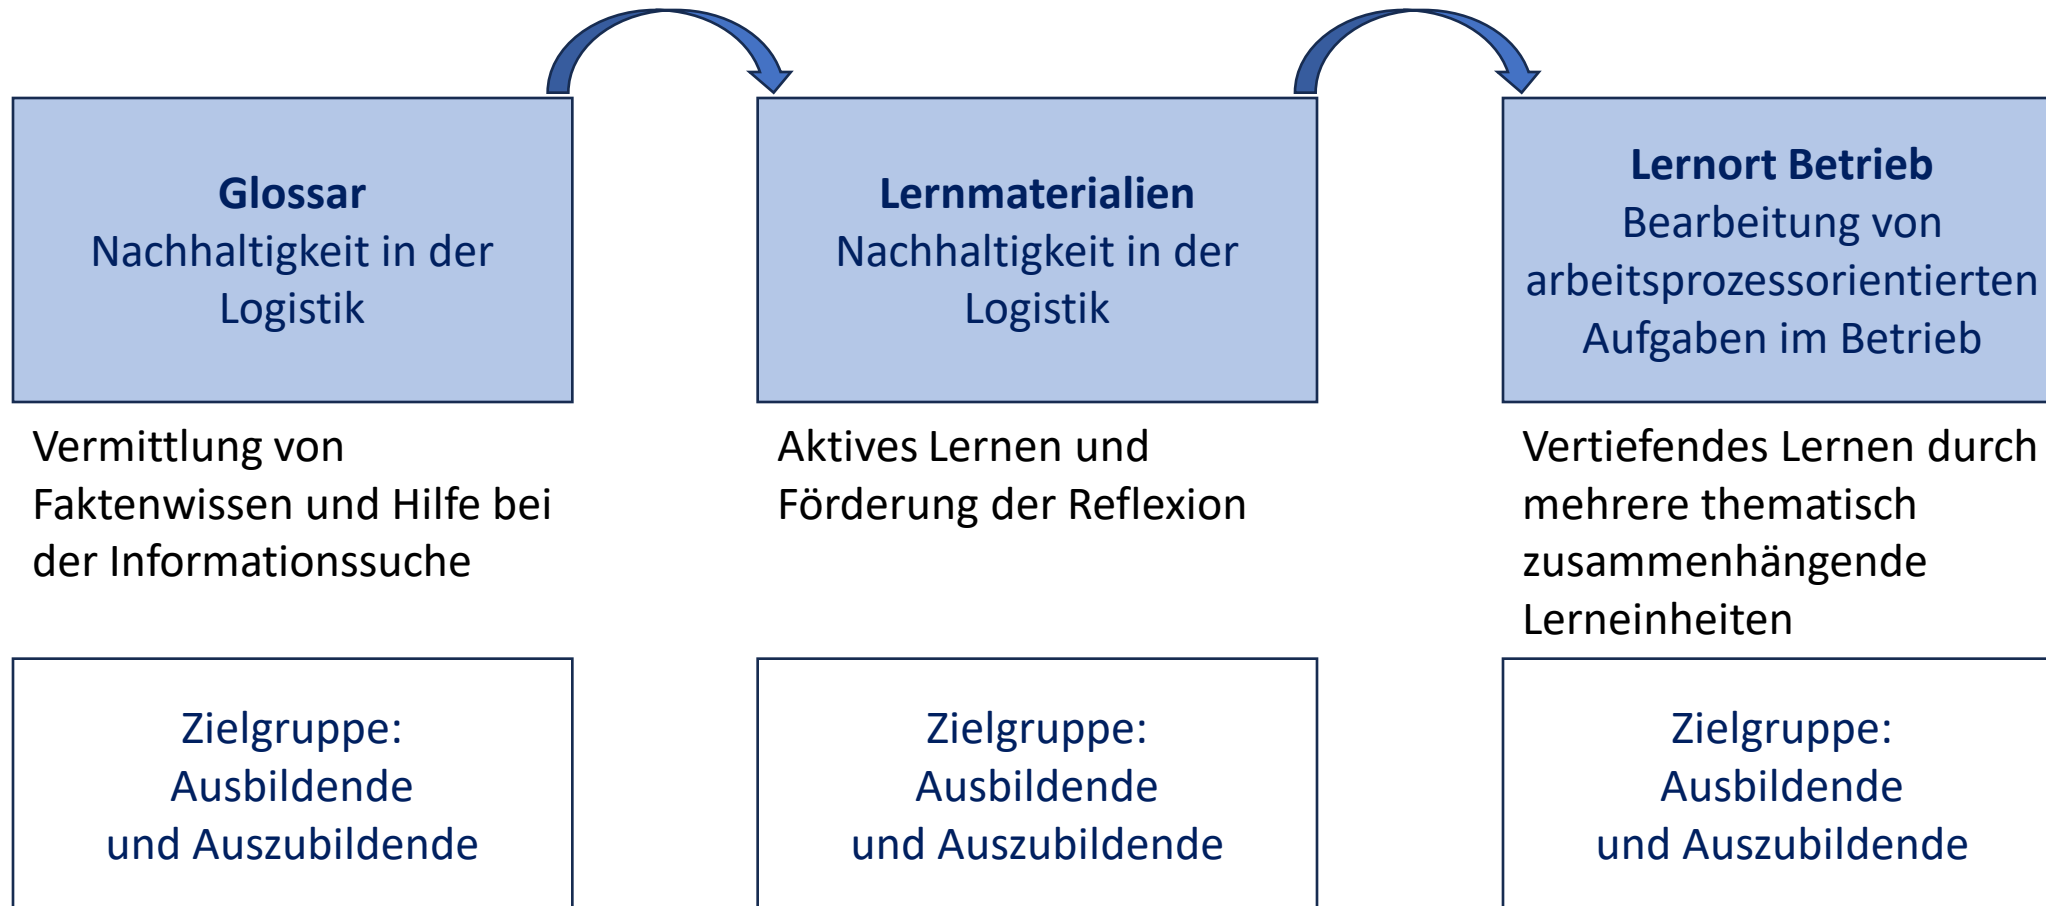 Glossar
Nachhaltigkeit in der
Logistik
Vermittlung von
Faktenwissen und Hilfe bei
der Informationssuche
Zielgruppe:
Ausbildende
und Auszubildende
Lernmaterialien
Nachhaltigkeit in der
Logistik
Aktives Lernen und
Förderung der Reflexion
Zielgruppe:
Ausbildende
und Auszubildende
Lernort Betrieb
Bearbeitung von
arbeitsprozessorientierten
Aufgaben im Betrieb
Vertiefendes Lernen durch
mehrere thematisch
zusammenhängende
Lerneinheiten
Zielgruppe:
Ausbildende
und Auszubildende